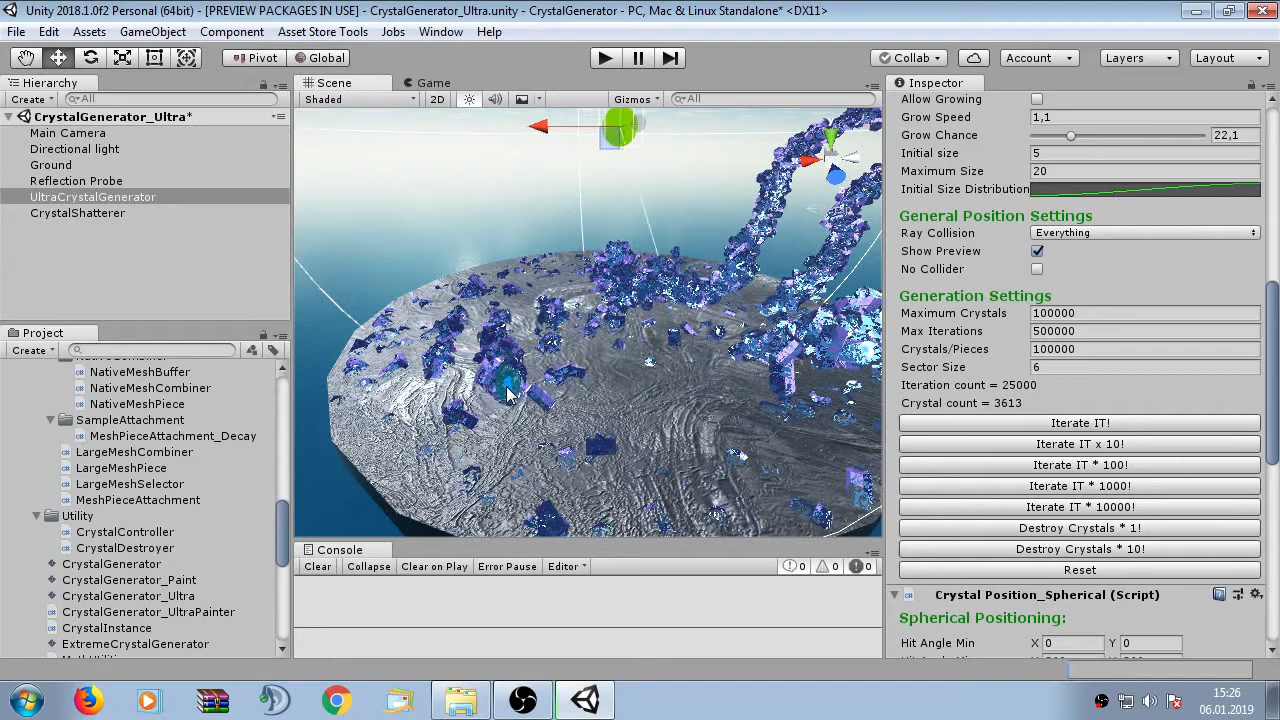 Unity 2018.1.0f2 Personal (64bit) - [PREVIEW PACKAGES IN USE] - CrystalGenerator_Ultra.unity - CrystalGenerator - PC, Mac & Linux Standalone* <DX11>
File Edit Assets GameObject Component Asset Store Tools Jobs Window Help
Pivot Global Collab Account Layers Layout
Hierarchy
Create All
CrystalGenerator_Ultra*
Main Camera
Directional light
Ground
Reflection Probe
UltraCrystalGenerator
CrystalShatterer
Project
Create
NativeMeshBuffer
NativeMeshCombiner
NativeMeshPiece
SampleAttachment
MeshPieceAttachment_Decay
LargeMeshCombiner
LargeMeshPiece
LargeMeshSelector
MeshPieceAttachment
Utility
CrystalController
CrystalDestroyer
CrystalGenerator
CrystalGenerator_Paint
CrystalGenerator_Ultra
CrystalGenerator_UltraPainter
CrystalInstance
ExtremeCrystalGenerator
Scene Game
Shaded 2D Gizmos All
Console
Clear Collapse Clear on Play Error Pause Editor 0 0 0
Inspector
Allow Growing
Grow Speed 1,1
Grow Chance 22,1
Initial size 5
Maximum Size 20
Initial Size Distribution
General Position Settings
Ray Collision Everything
Show Preview
No Collider
Generation Settings
Maximum Crystals 100000
Max Iterations 500000
Crystals/Pieces 100000
Sector Size 6
Iteration count = 25000
Crystal count = 3613
Iterate IT!
Iterate IT x 10!
Iterate IT * 100!
Iterate IT * 1000!
Iterate IT * 10000!
Destroy Crystals * 1!
Destroy Crystals * 10!
Reset
Crystal Position_Spherical (Script)
Spherical Positioning:
Hit Angle Min X 0 Y 0
15:26
06.01.2019